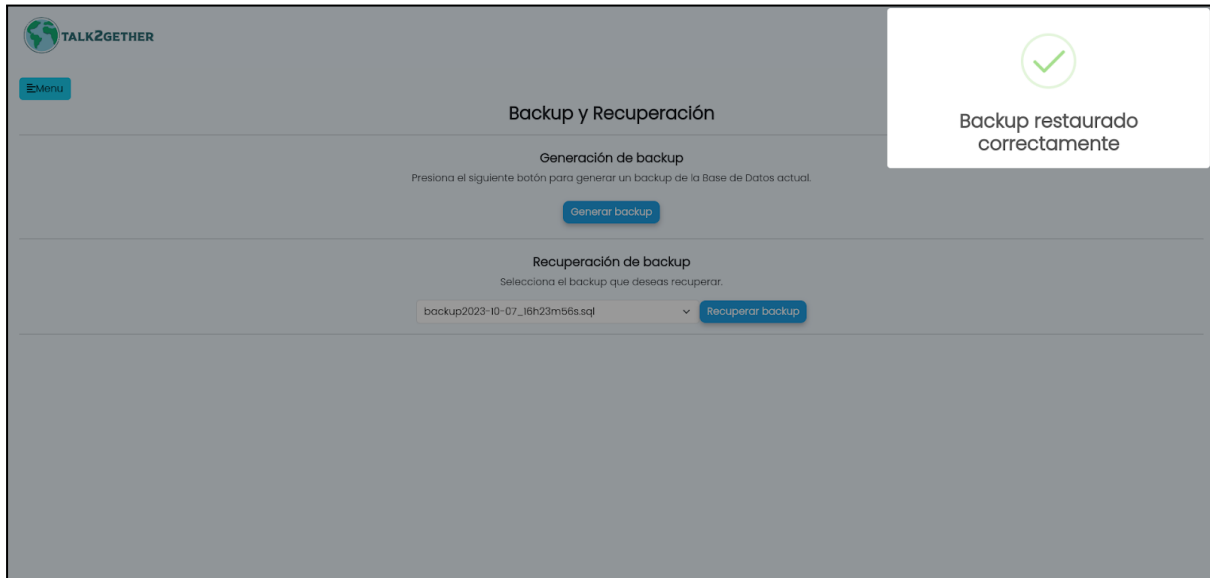 TALK2GETHER
Menu
Backup y Recuperación
Backup restaurado
correctamente
Generación de backup
Presiona el siguiente botón para generar un backup de la Base de Datos actual.
Generar backup
Recuperación de backup
Selecciona el backup que deseas recuperar.
backup2023-10-07_16h23m56s.sql
Recuperar backup